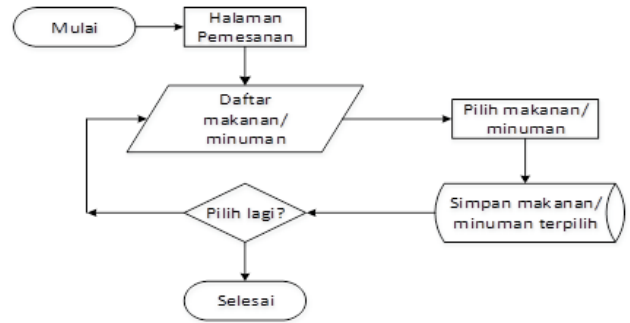 Mulai
Halaman
Pemesanan
Daftar
makanan/
minuman
Pilih makanan/
minuman
Simpan makanan/
minuman terpilih
Pilih lagi?
Selesai